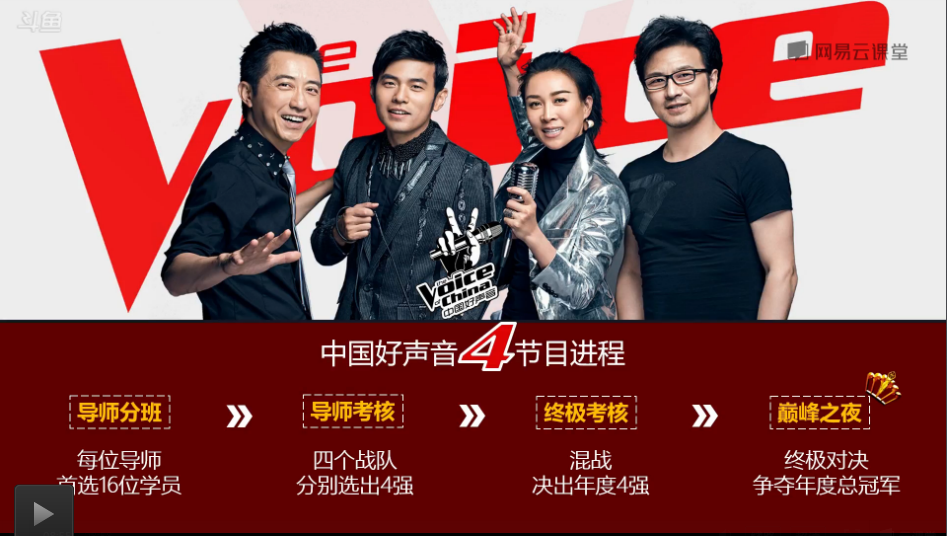 斗鱼
the Voice
网易云课堂
the
Voice
of China
中国好声音
中国好声音4节目进程
导师分班 » 导师考核 » 终极考核 » 巅峰之夜
每位导师 四个战队 混战 终极对决
首选16位学员 分别选出4强 决出年度4强 争夺年度总冠军